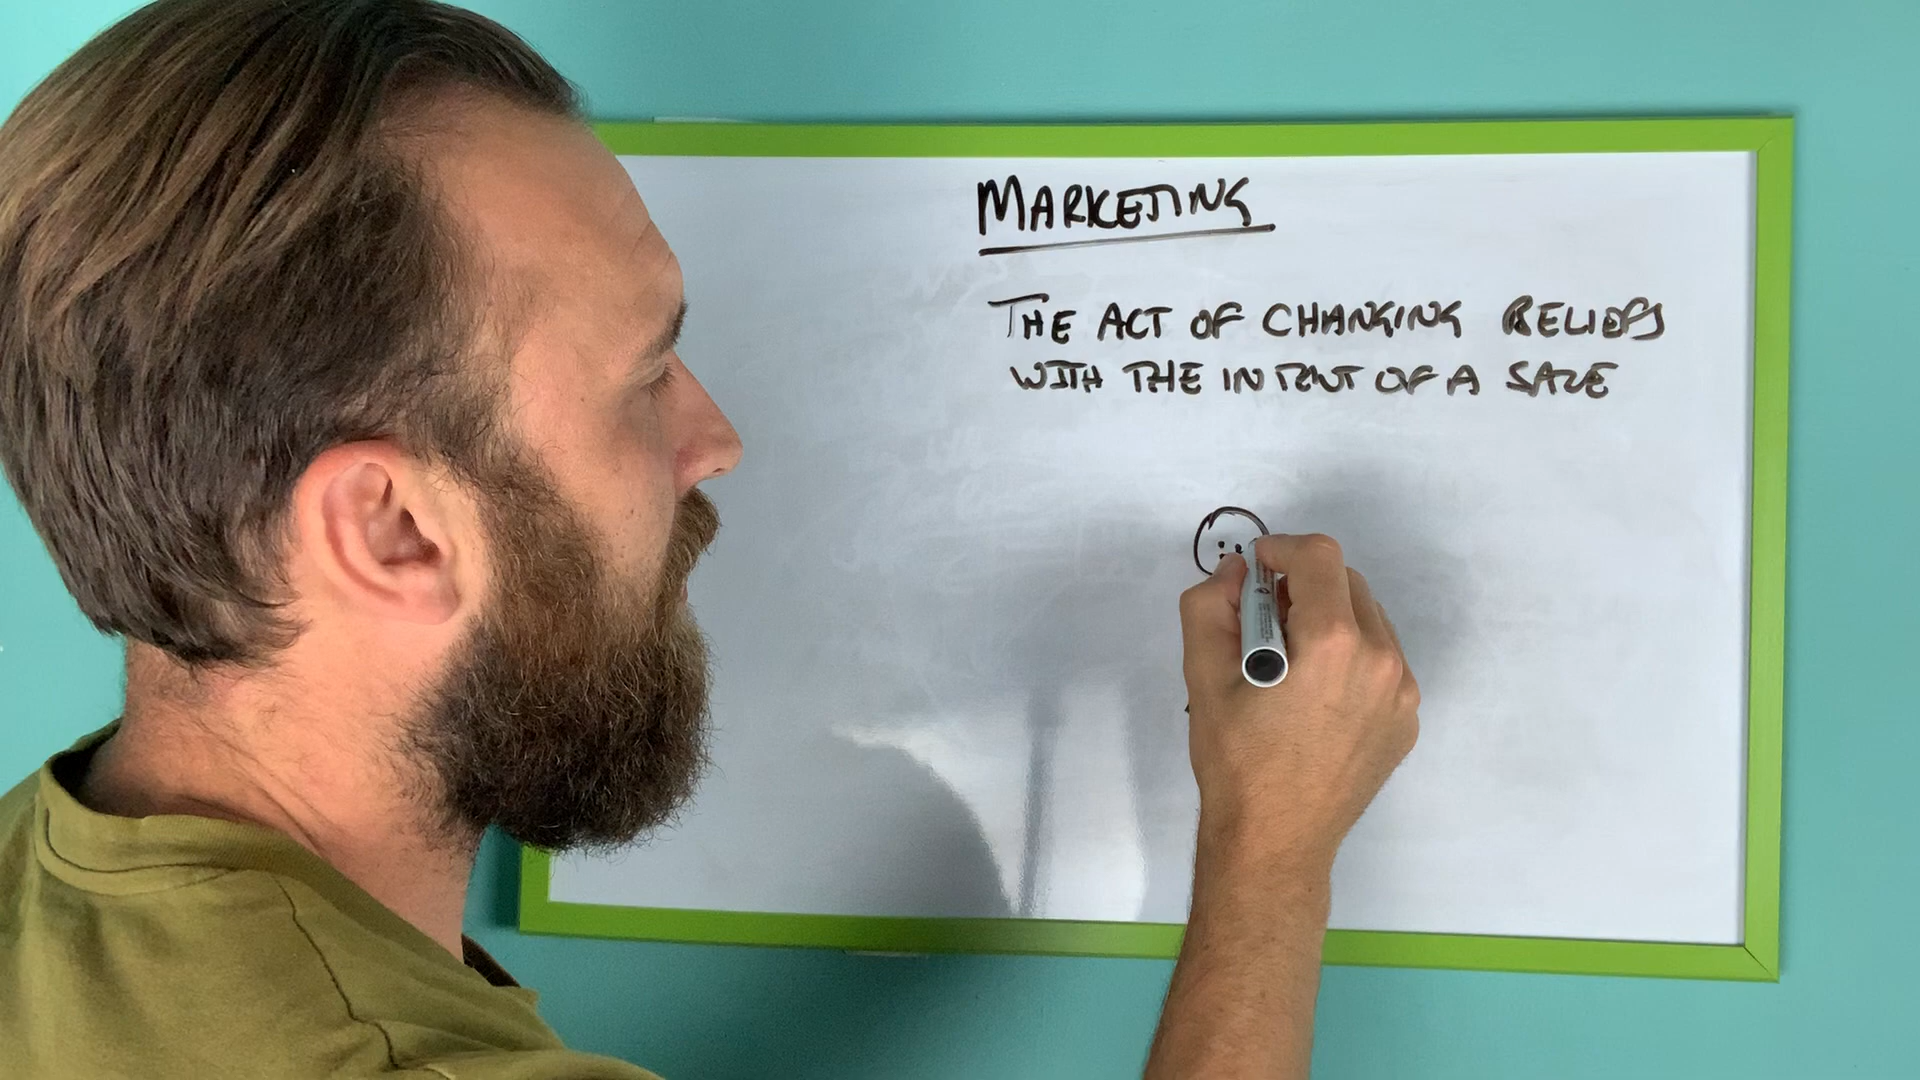 MARKETING
THE ACT OF CHANGING BELIEFS
WITH THE INTENT OF A SALE